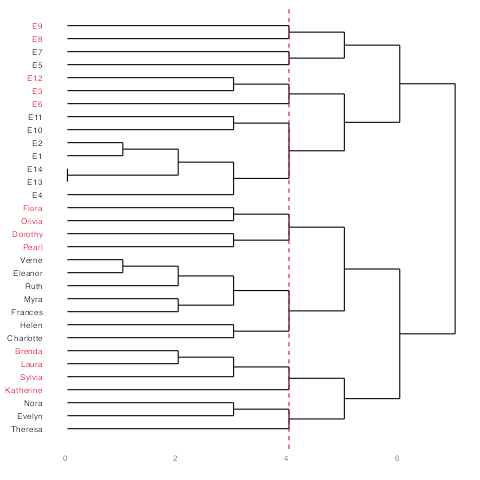 E9
E8
E7
E5
E12
E3
E6
E11
E10
E2
E1
E14
E13
E4
Flora
Olivia
Dorothy
Pearl
Verne
Eleanor
Ruth
Myra
Frances
Helen
Charlotte
Brenda
Laura
Sylvia
Katherine
Nora
Evelyn
Theresa
0 2 4 6